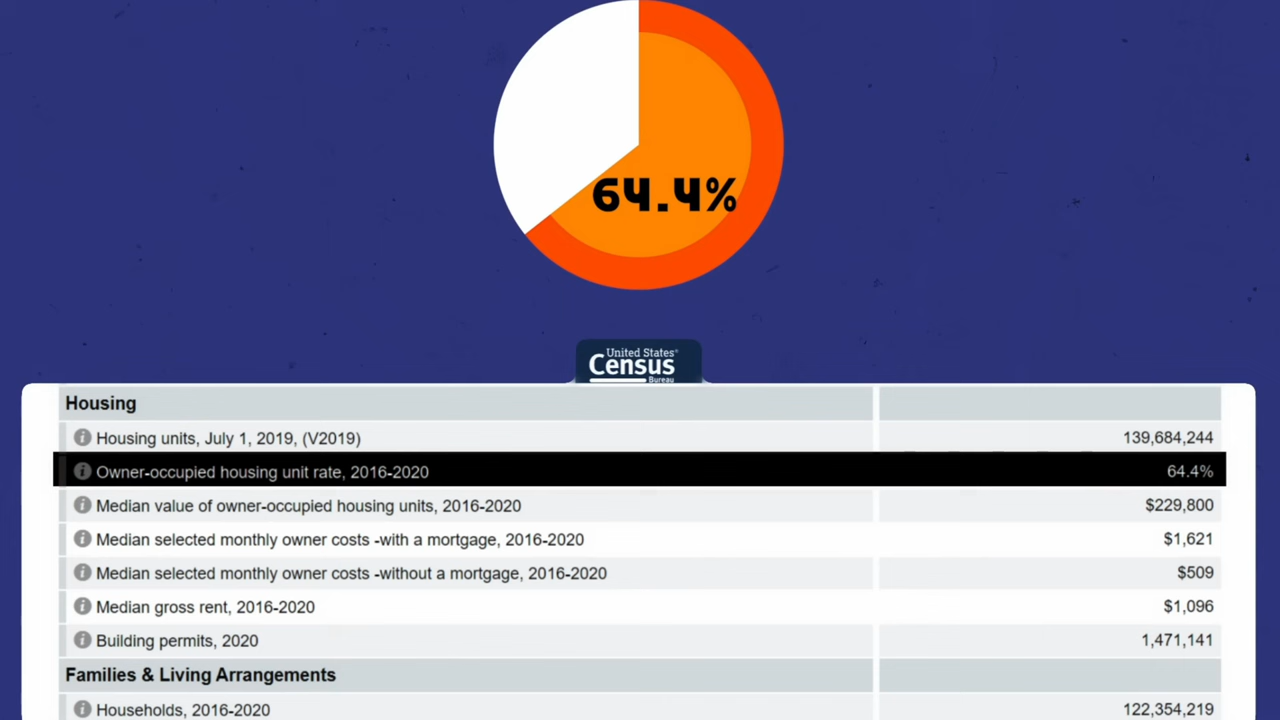 64.4%
United States®
Census
Bureau
Housing
Housing units, July 1, 2019, (V2019) 139,684,244
Owner-occupied housing unit rate, 2016-2020 64.4%
Median value of owner-occupied housing units, 2016-2020 $229,800
Median selected monthly owner costs -with a mortgage, 2016-2020 $1,621
Median selected monthly owner costs -without a mortgage, 2016-2020 $509
Median gross rent, 2016-2020 $1,096
Building permits, 2020 1,471,141
Families & Living Arrangements
Households, 2016-2020 122,354,219